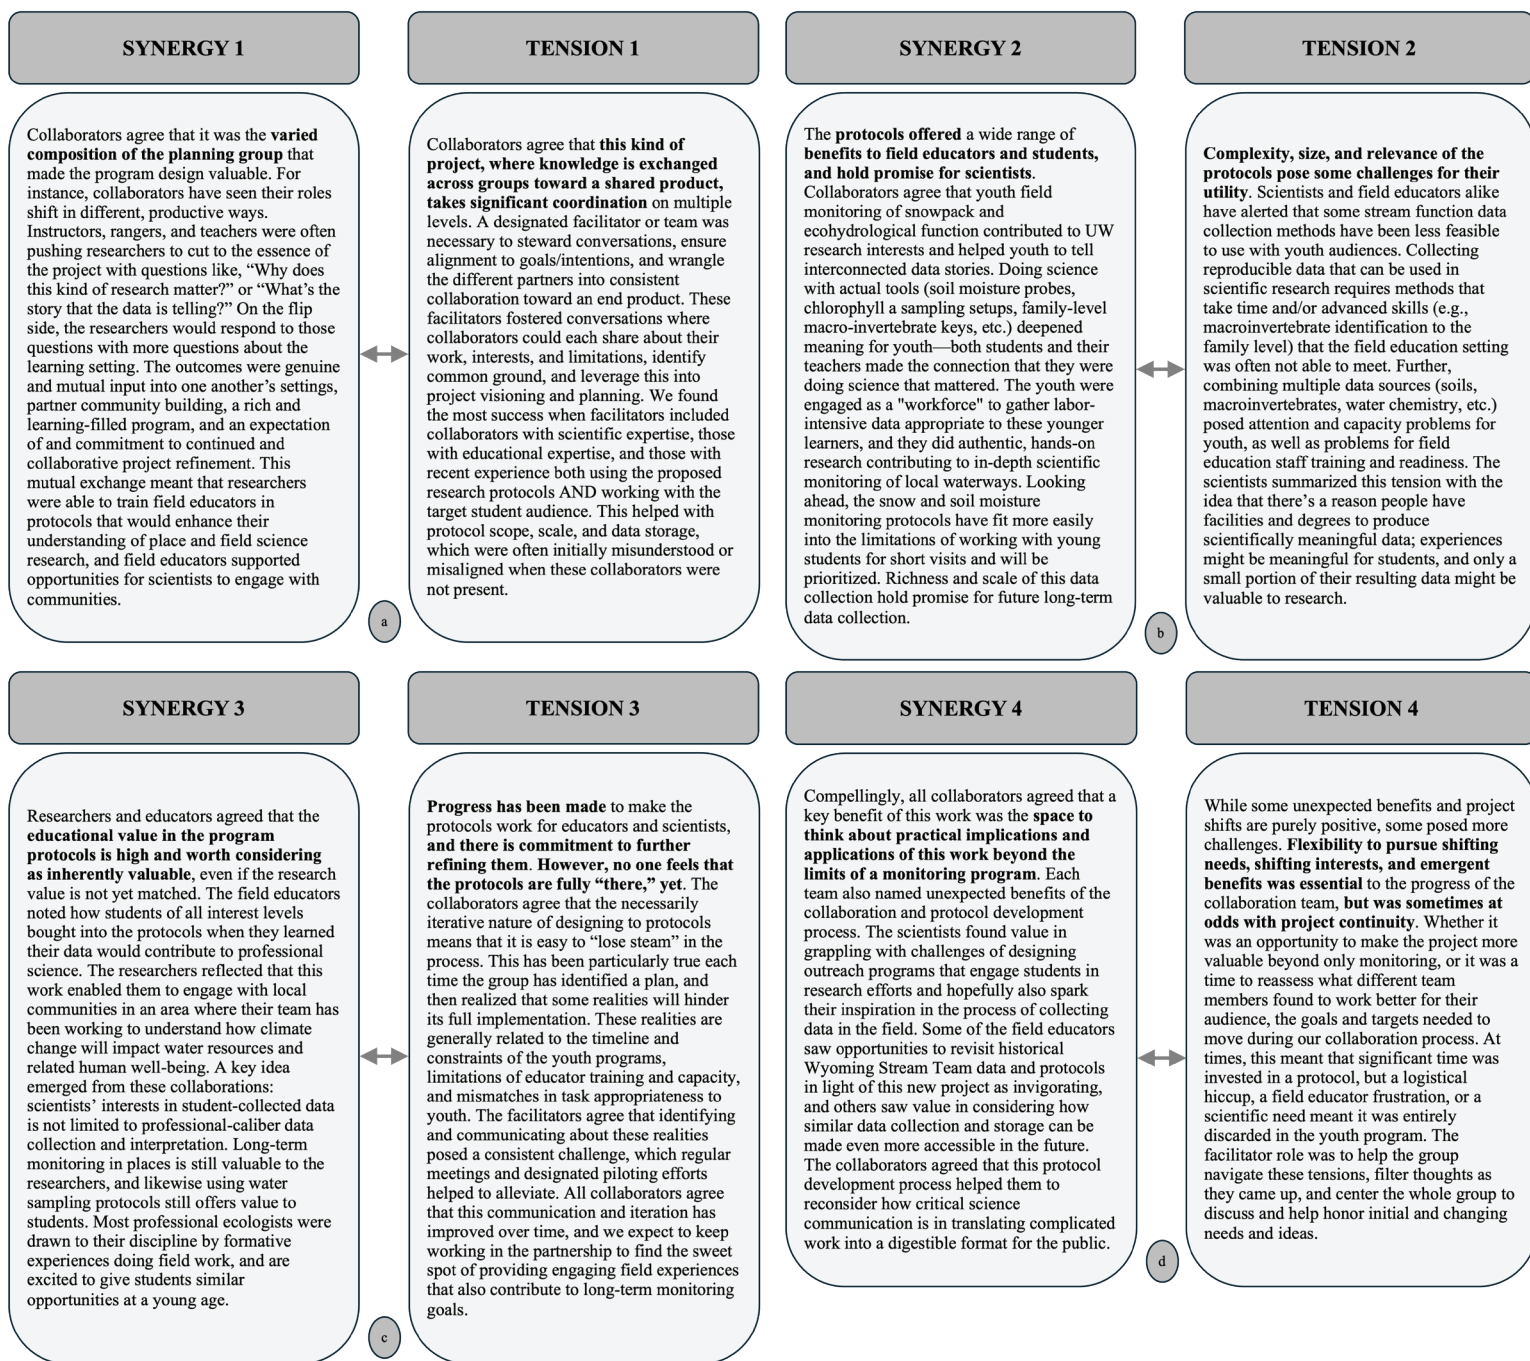 SYNERGY 1
Collaborators agree that it was the varied
composition of the planning group that
made the program design valuable. For
instance, collaborators have seen their roles
shift in different, productive ways.
Instructors, rangers, and teachers were often
pushing researchers to cut to the essence of
the project with questions like, “Why does
this kind of research matter?” or “What’s the
story that the data is telling?” On the flip
side, the researchers would respond to those
questions with more questions about the
learning setting. The outcomes were genuine
and mutual input into one another’s settings,
partner community building, a rich and
learning-filled program, and an expectation
of and commitment to continued and
collaborative project refinement. This
mutual exchange meant that researchers
were able to train field educators in
protocols that would enhance their
understanding of place and field science
research, and field educators supported
opportunities for scientists to engage with
communities.
TENSION 1
Collaborators agree that this kind of
project, where knowledge is exchanged
across groups toward a shared product,
takes significant coordination on multiple
levels. A designated facilitator or team was
necessary to steward conversations, ensure
alignment to goals/intentions, and wrangle
the different partners into consistent
collaboration toward an end product. These
facilitators fostered conversations where
collaborators could each share about their
work, interests, and limitations, identify
common ground, and leverage this into
project visioning and planning. We found
the most success when facilitators included
collaborators with scientific expertise, those
with educational expertise, and those with
recent experience both using the proposed
research protocols AND working with the
target student audience. This helped with
protocol scope, scale, and data storage,
which were often initially misunderstood or
misaligned when these collaborators were
not present.
a
SYNERGY 2
The protocols offered a wide range of
benefits to field educators and students,
and hold promise for scientists.
Collaborators agree that youth field
monitoring of snowpack and
ecohydrological function contributed to UW
research interests and helped youth to tell
interconnected data stories. Doing science
with actual tools (soil moisture probes,
chlorophyll a sampling setups, family-level
macro-invertebrate keys, etc.) deepened
meaning for youth—both students and their
teachers made the connection that they were
doing science that mattered. The youth were
engaged as a "workforce" to gather labor-
intensive data appropriate to these younger
learners, and they did authentic, hands-on
research contributing to in-depth scientific
monitoring of local waterways. Looking
ahead, the snow and soil moisture
monitoring protocols have fit more easily
into the limitations of working with young
students for short visits and will be
prioritized. Richness and scale of this data
collection hold promise for future long-term
data collection.
TENSION 2
Complexity, size, and relevance of the
protocols pose some challenges for their
utility. Scientists and field educators alike
have alerted that some stream function data
collection methods have been less feasible
to use with youth audiences. Collecting
reproducible data that can be used in
scientific research requires methods that
take time and/or advanced skills (e.g.,
macroinvertebrate identification to the
family level) that the field education setting
was often not able to meet. Further,
combining multiple data sources (soils,
macroinvertebrates, water chemistry, etc.)
posed attention and capacity problems for
youth, as well as problems for field
education staff training and readiness. The
scientists summarized this tension with the
idea that there’s a reason people have
facilities and degrees to produce
scientifically meaningful data; experiences
might be meaningful for students, and only a
small portion of their resulting data might be
valuable to research.
b
SYNERGY 3
Researchers and educators agreed that the
educational value in the program
protocols is high and worth considering
as inherently valuable, even if the research
value is not yet matched. The field educators
noted how students of all interest levels
bought into the protocols when they learned
their data would contribute to professional
science. The researchers reflected that this
work enabled them to engage with local
communities in an area where their team has
been working to understand how climate
change will impact water resources and
related human well-being. A key idea
emerged from these collaborations:
scientists’ interests in student-collected data
is not limited to professional-caliber data
collection and interpretation. Long-term
monitoring in places is still valuable to the
researchers, and likewise using water
sampling protocols still offers value to
students. Most professional ecologists were
drawn to their discipline by formative
experiences doing field work, and are
excited to give students similar
opportunities at a young age.
TENSION 3
Progress has been made to make the
protocols work for educators and scientists,
and there is commitment to further
refining them. However, no one feels that
the protocols are fully “there,” yet. The
collaborators agree that the necessarily
iterative nature of designing to protocols
means that it is easy to “lose steam” in the
process. This has been particularly true each
time the group has identified a plan, and
then realized that some realities will hinder
its full implementation. These realities are
generally related to the timeline and
constraints of the youth programs,
limitations of educator training and capacity,
and mismatches in task appropriateness to
youth. The facilitators agree that identifying
and communicating about these realities
posed a consistent challenge, which regular
meetings and designated piloting efforts
helped to alleviate. All collaborators agree
that this communication and iteration has
improved over time, and we expect to keep
working in the partnership to find the sweet
spot of providing engaging field experiences
that also contribute to long-term monitoring
goals.
c
SYNERGY 4
Compellingly, all collaborators agreed that a
key benefit of this work was the space to
think about practical implications and
applications of this work beyond the
limits of a monitoring program. Each
team also named unexpected benefits of the
collaboration and protocol development
process. The scientists found value in
grappling with challenges of designing
outreach programs that engage students in
research efforts and hopefully also spark
their inspiration in the process of collecting
data in the field. Some of the field educators
saw opportunities to revisit historical
Wyoming Stream Team data and protocols
in light of this new project as invigorating,
and others saw value in considering how
similar data collection and storage can be
made even more accessible in the future.
The collaborators agreed that this protocol
development process helped them to
reconsider how critical science
communication is in translating complicated
work into a digestible format for the public.
TENSION 4
While some unexpected benefits and project
shifts are purely positive, some posed more
challenges. Flexibility to pursue shifting
needs, shifting interests, and emergent
benefits was essential to the progress of the
collaboration team, but was sometimes at
odds with project continuity. Whether it
was an opportunity to make the project more
valuable beyond only monitoring, or it was a
time to reassess what different team
members found to work better for their
audience, the goals and targets needed to
move during our collaboration process. At
times, this meant that significant time was
invested in a protocol, but a logistical
hiccup, a field educator frustration, or a
scientific need meant it was entirely
discarded in the youth program. The
facilitator role was to help the group
navigate these tensions, filter thoughts as
they came up, and center the whole group to
discuss and help honor initial and changing
needs and ideas.
d